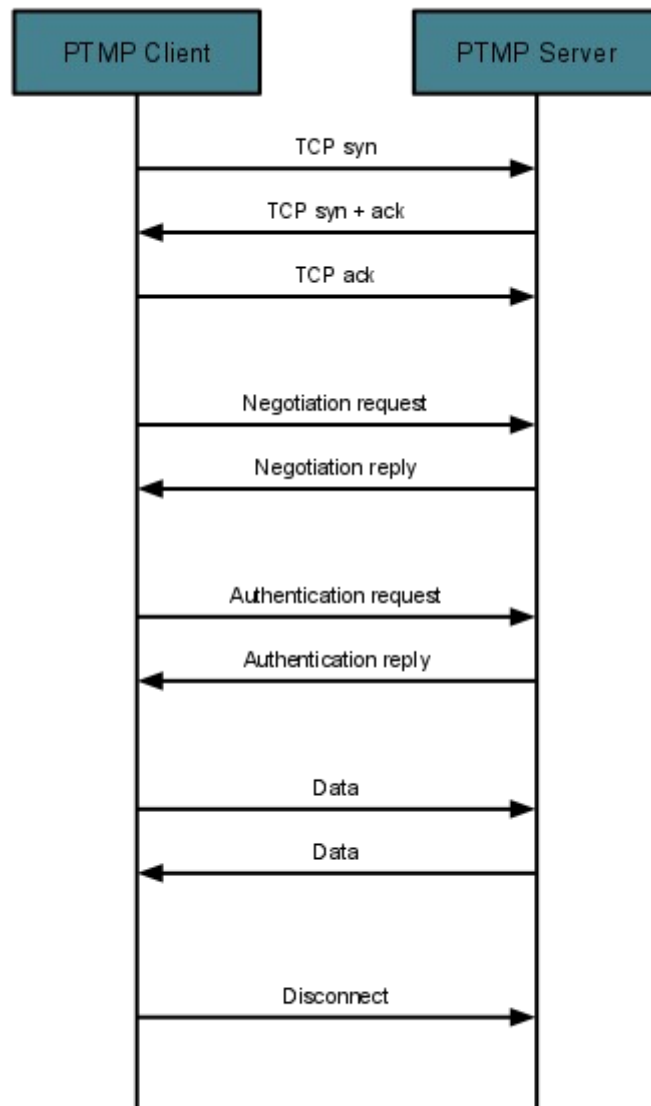 PTMP Client
PTMP Server
TCP syn
TCP syn + ack
TCP ack
Negotiation request
Negotiation reply
Authentication request
Authentication reply
Data
Data
Disconnect